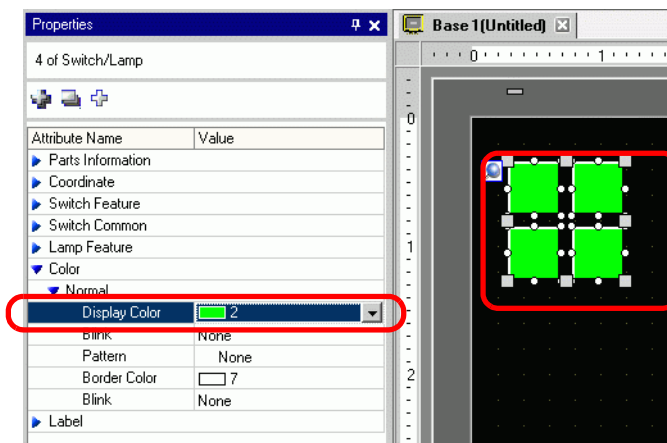 Properties
Base 1(Untitled)
4 of Switch/Lamp
0 1
0
Attribute Name Value
Parts Information
Coordinate
Switch Feature
Switch Common
Lamp Feature
1
Color
Normal
Display Color 2
Blink None
Pattern None
Border Color 7
2
Blink None
Label